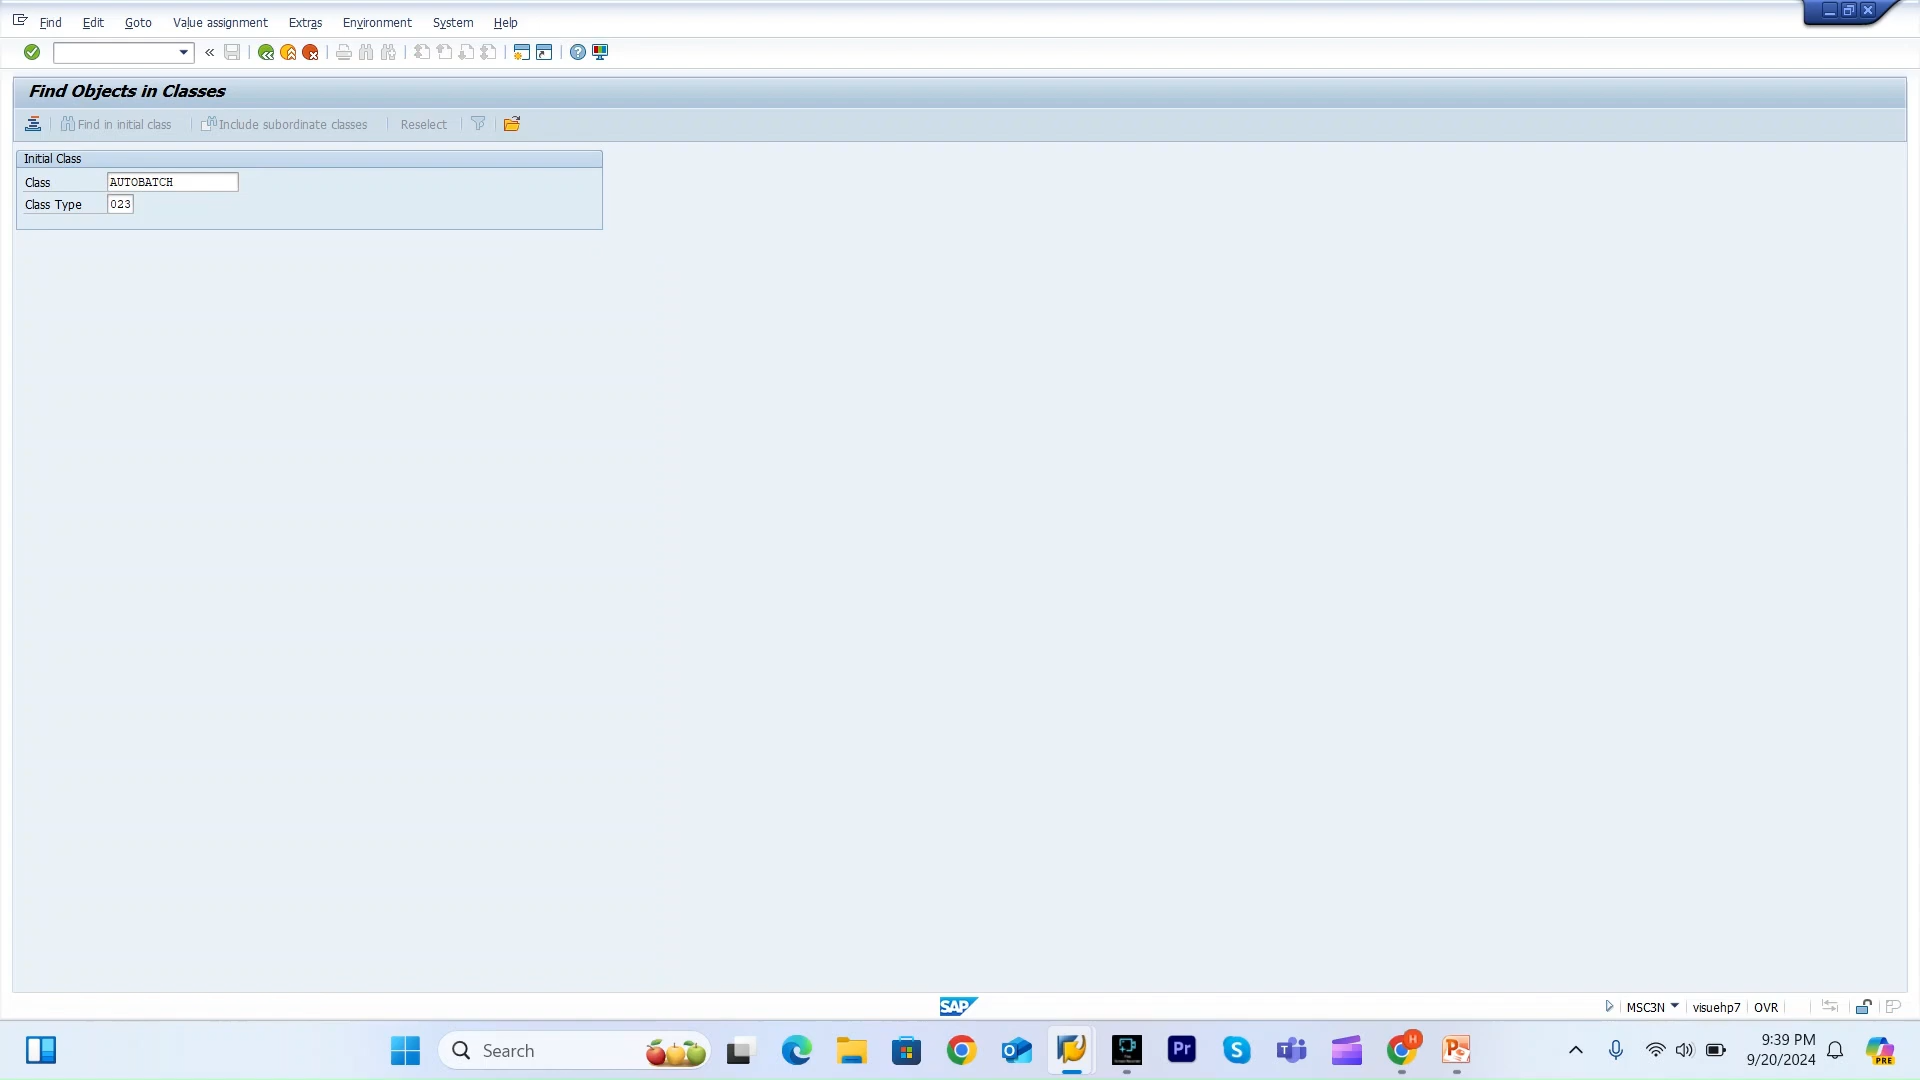 Find Edit Goto Value assignment Extras Environment System Help
«
Find Objects in Classes
Find in initial class Include subordinate classes Reselect
Initial Class
Class AUTOBATCH
Class Type 023
SAP
MSC3N visuehp7 OVR
Search
Pr
9:39 PM
9/20/2024
PRE